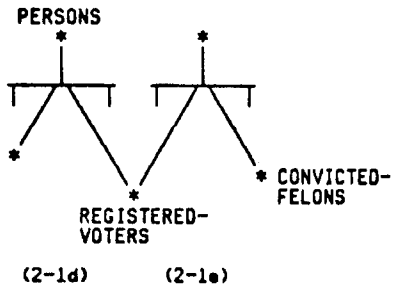 PERSONS
CONVICTED-
FELONS
REGISTERED-
VOTERS
(2-1d) (2-1e)